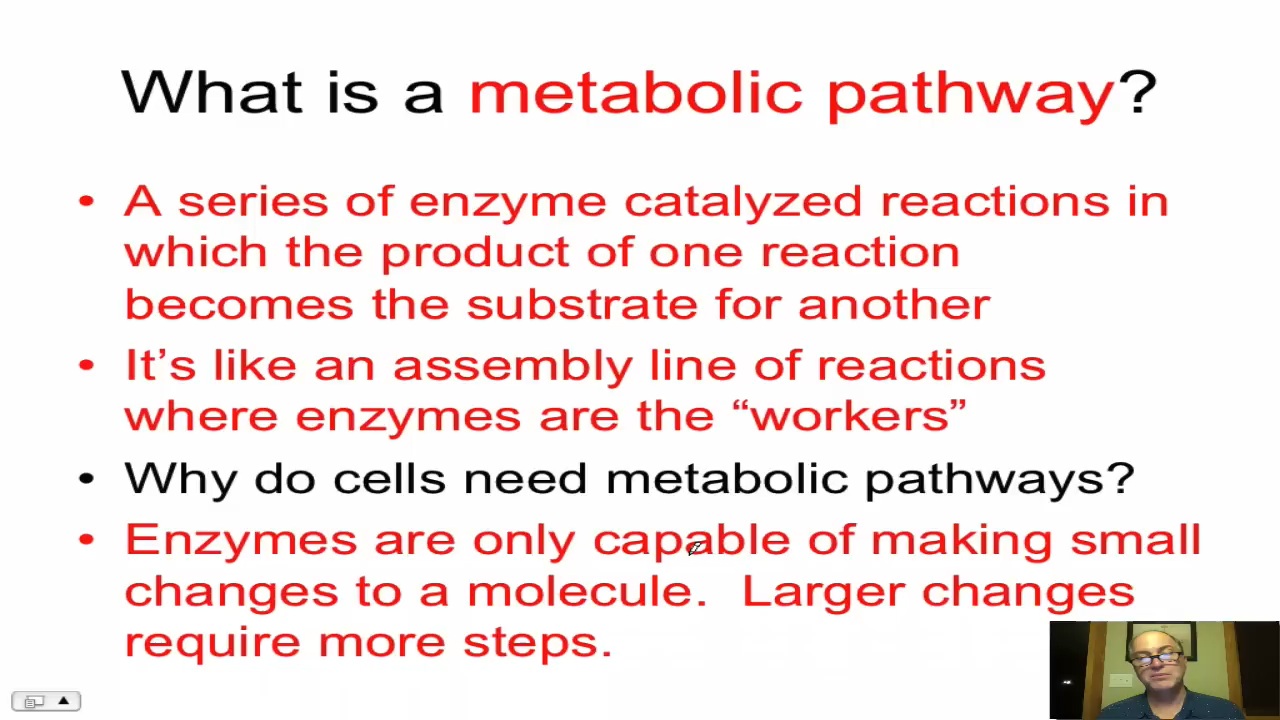 What is a metabolic pathway?
• A series of enzyme catalyzed reactions in
which the product of one reaction
becomes the substrate for another
• It’s like an assembly line of reactions
where enzymes are the “workers”
• Why do cells need metabolic pathways?
• Enzymes are only capable of making small
changes to a molecule.  Larger changes
require more steps.